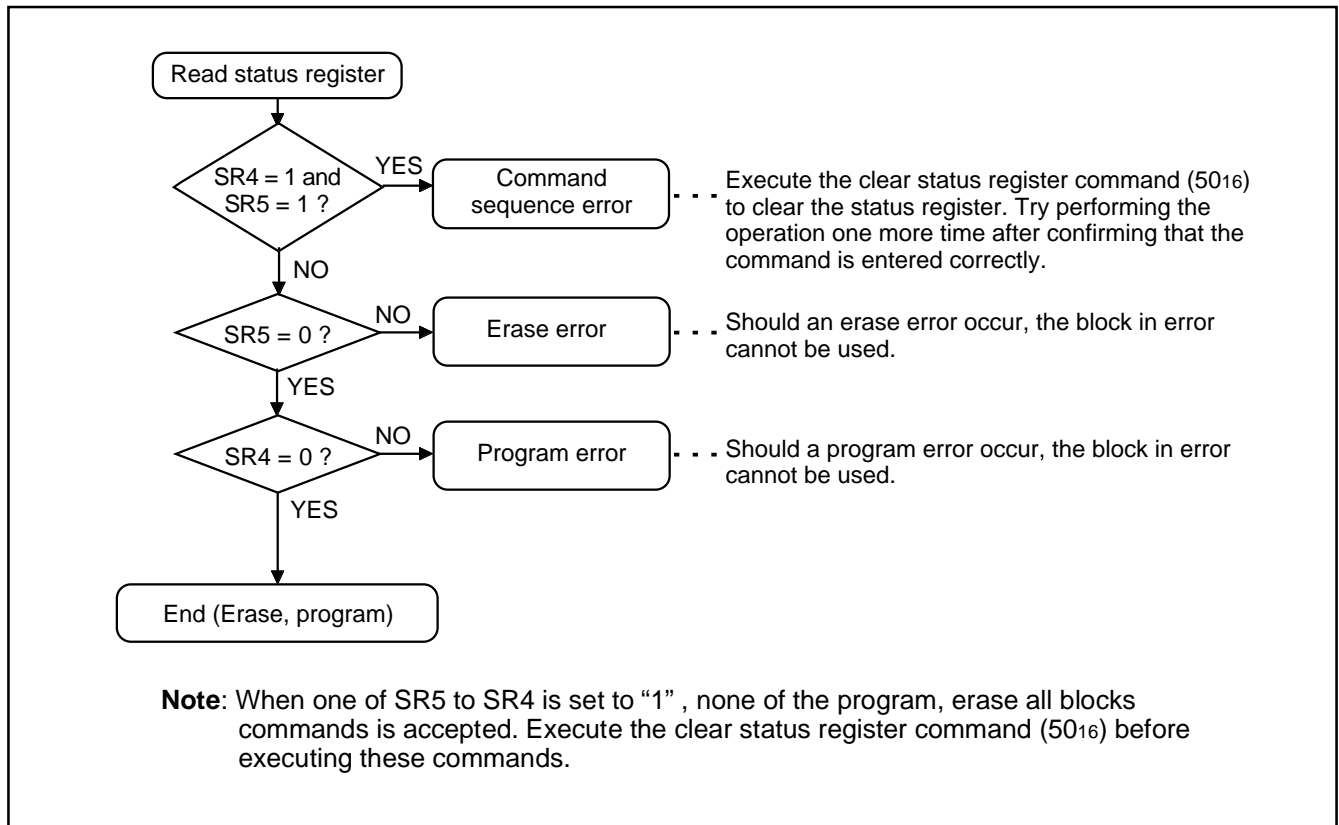 Read status register
SR4 = 1 and
SR5 = 1 ?
YES
Command
sequence error
Execute the clear status register command (5016)
to clear the status register. Try performing the
operation one more time after confirming that the
command is entered correctly.
NO
SR5 = 0 ?
NO
Erase error
Should an erase error occur, the block in error
cannot be used.
YES
SR4 = 0 ?
NO
Program error
Should a program error occur, the block in error
cannot be used.
YES
End (Erase, program)
Note: When one of SR5 to SR4 is set to “1” , none of the program, erase all blocks
commands is accepted. Execute the clear status register command (5016) before
executing these commands.